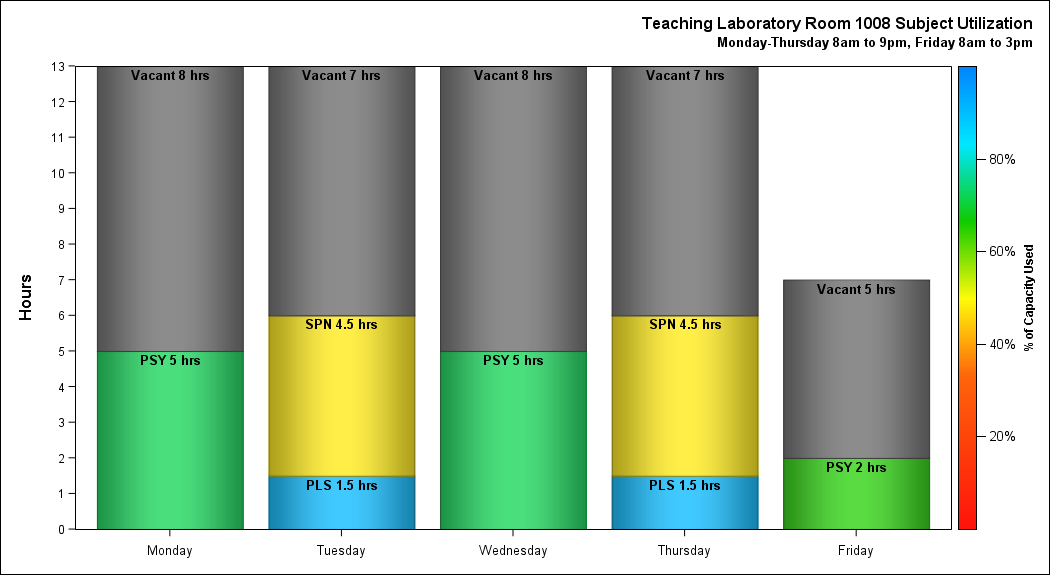 Teaching Laboratory Room 1008 Subject Utilization
Monday-Thursday 8am to 9pm, Friday 8am to 3pm
Hours
13
12
11
10
9
8
7
6
5
4
3
2
1
0
Vacant 8 hrs
PSY 5 hrs
Vacant 7 hrs
SPN 4.5 hrs
PLS 1.5 hrs
Vacant 8 hrs
PSY 5 hrs
Vacant 7 hrs
SPN 4.5 hrs
PLS 1.5 hrs
Vacant 5 hrs
PSY 2 hrs
Monday
Tuesday
Wednesday
Thursday
Friday
80%
60%
40%
20%
% of Capacity Used